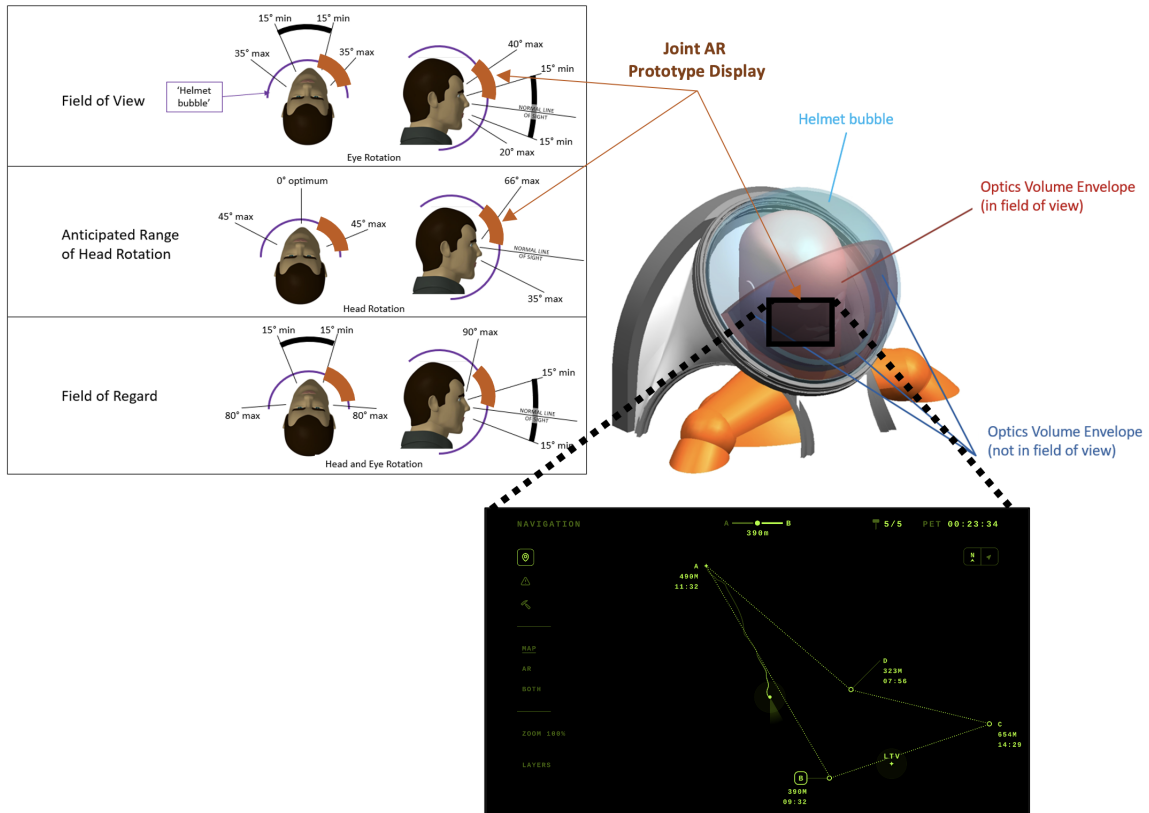 15° min
15° min
35° max
35° max
'Helmet
bubble'
Field of View
40° max
15° min
NORMAL LINE
OF SIGHT
15° min
20° max
Eye Rotation
0° optimum
45° max
45° max
Anticipated Range
of Head Rotation
66° max
NORMAL LINE
OF SIGHT
35° max
Head Rotation
15° min
15° min
80° max
80° max
Field of Regard
90° max
15° min
NORMAL LINE
OF SIGHT
15° min
Head and Eye Rotation
Joint AR
Prototype Display
Helmet bubble
Optics Volume Envelope
(in field of view)
Optics Volume Envelope
(not in field of view)
NAVIGATION
A B
390m
5/5
PET 00:23:34
N
A
499M
11:32
MAP
AR
BOTH
ZOOM 100%
LAYERS
D
323M
07:56
C
654M
14:29
LTV
B
390M
09:32